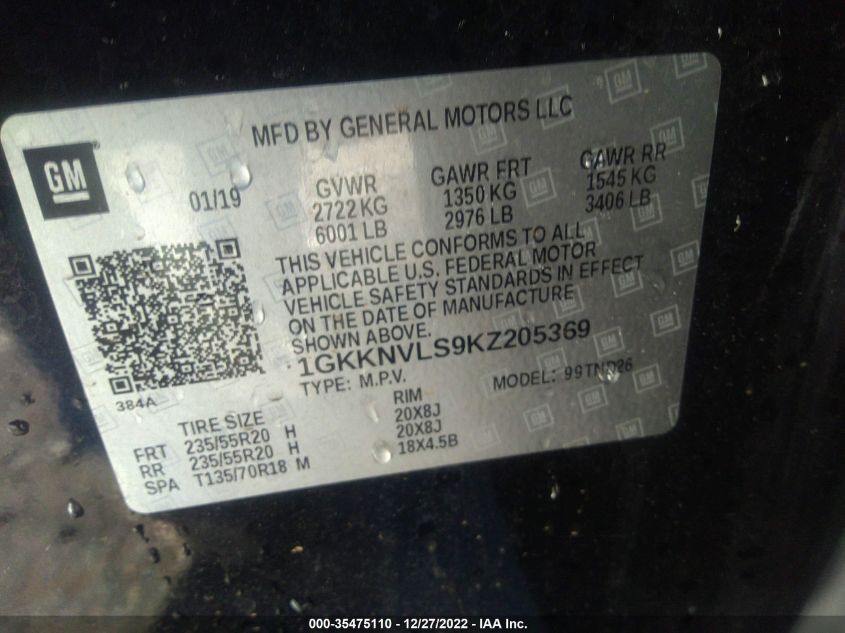 MFD BY GENERAL MOTORS LLC
GM
01/19
GVWR GAWR FRT GAWR RR
2722 KG 1350 KG 1545 KG
6001 LB 2976 LB 3406 LB
THIS VEHICLE CONFORMS TO ALL
APPLICABLE U.S. FEDERAL MOTOR
VEHICLE SAFETY STANDARDS IN EFFECT
ON THE DATE OF MANUFACTURE
SHOWN ABOVE.
1GKKNVLS9KZ205369
TYPE: M.P.V. MODEL: 99TND26
384A
TIRE SIZE RIM
FRT 235/55R20 H 20X8J
RR 235/55R20 H 20X8J
SPA T135/70R18 M 18X4.5B
000-35475110 - 12/27/2022 - IAA Inc.